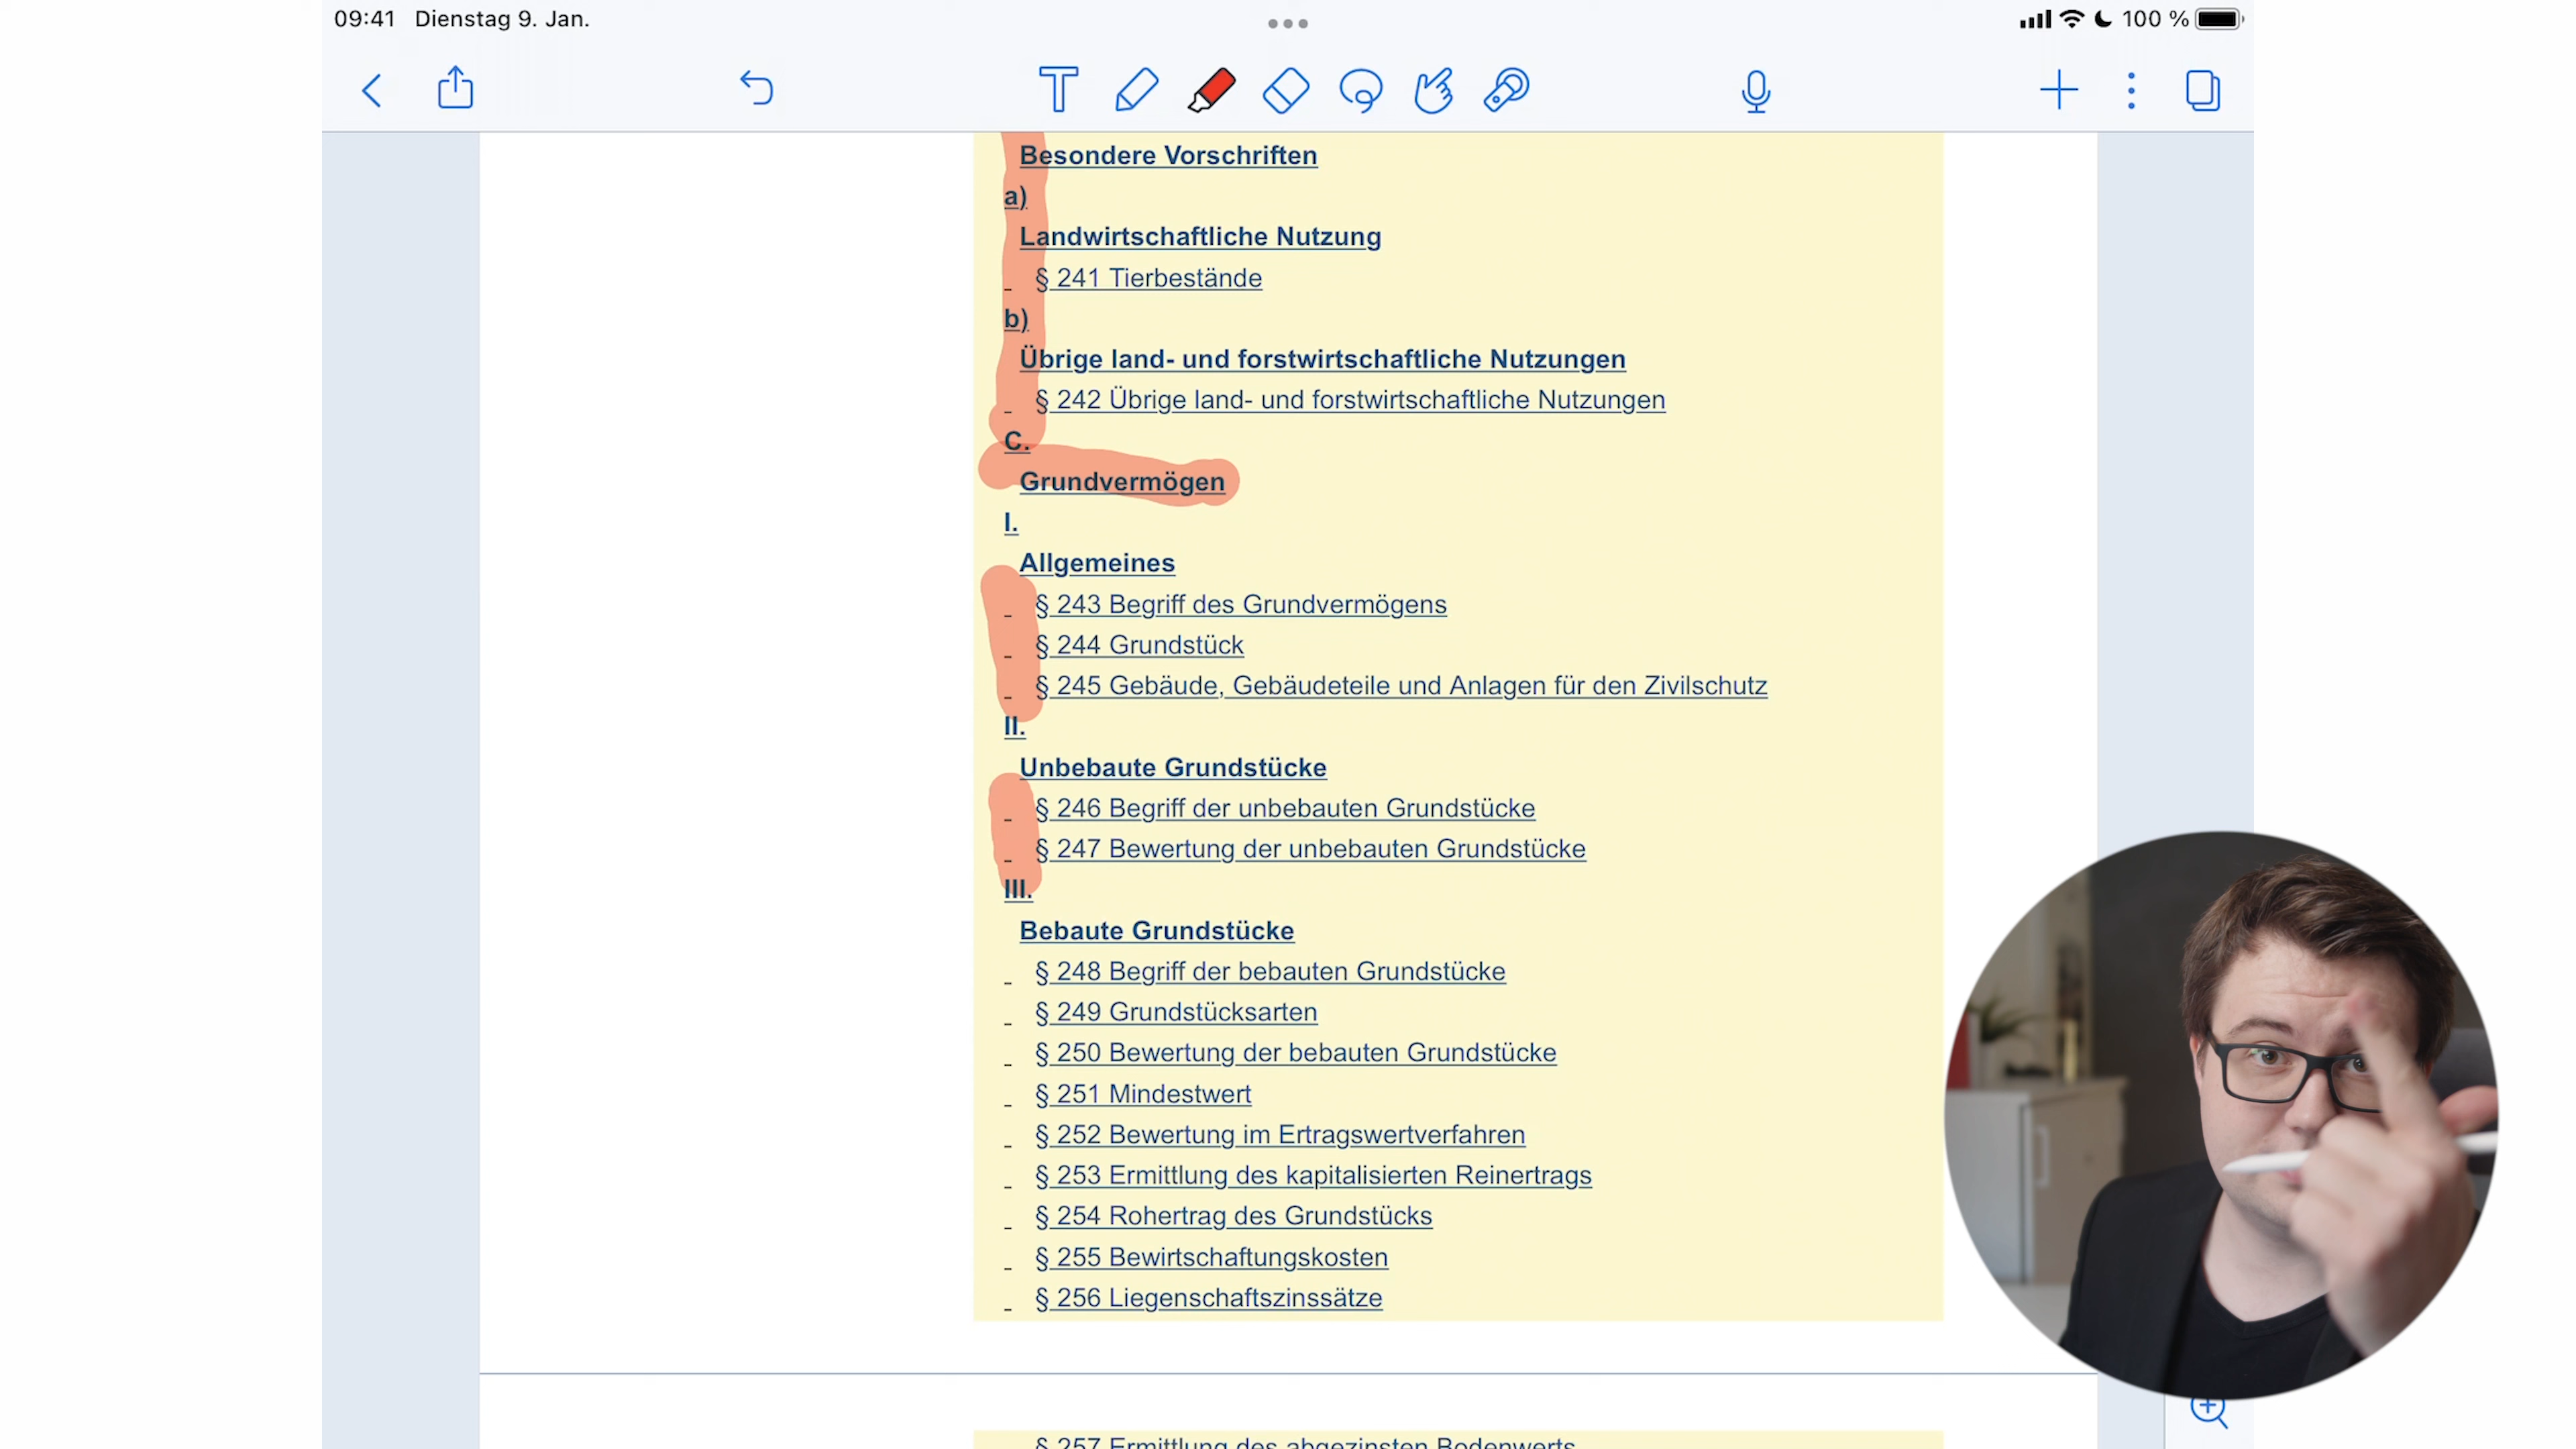 09:41 Dienstag 9. Jan.
100 %
T
Besondere Vorschriften
a)
Landwirtschaftliche Nutzung
§ 241 Tierbestände
b)
Übrige land- und forstwirtschaftliche Nutzungen
§ 242 Übrige land- und forstwirtschaftliche Nutzungen
C.
Grundvermögen
I.
Allgemeines
§ 243 Begriff des Grundvermögens
§ 244 Grundstück
§ 245 Gebäude, Gebäudeteile und Anlagen für den Zivilschutz
II.
Unbebaute Grundstücke
§ 246 Begriff der unbebauten Grundstücke
§ 247 Bewertung der unbebauten Grundstücke
III.
Bebaute Grundstücke
§ 248 Begriff der bebauten Grundstücke
§ 249 Grundstücksarten
§ 250 Bewertung der bebauten Grundstücke
§ 251 Mindestwert
§ 252 Bewertung im Ertragswertverfahren
§ 253 Ermittlung des kapitalisierten Reinertrags
§ 254 Rohertrag des Grundstücks
§ 255 Bewirtschaftungskosten
§ 256 Liegenschaftszinssätze
§ 257 Ermittlung des abgezinsten Bodenwerts